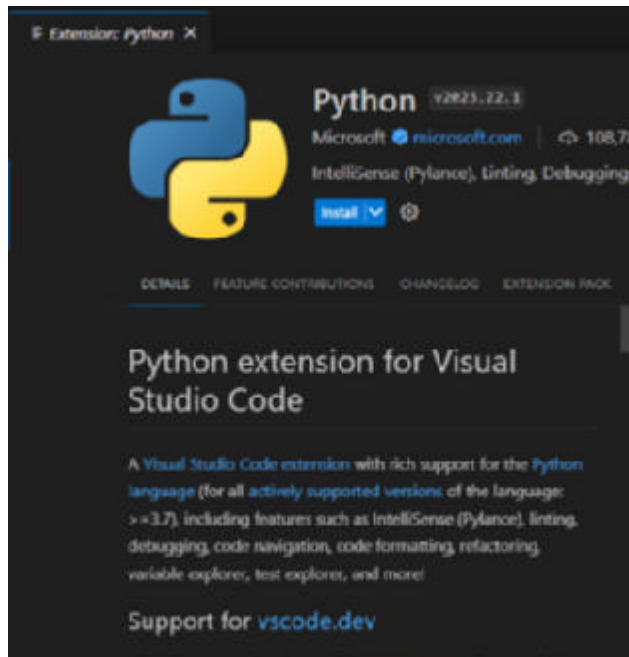 Extension: Python
Python v2023.22.1
Microsoft microsoft.com 108,78
IntelliSense (Pylance), Linting, Debugging
Install
DETAILS FEATURE CONTRIBUTIONS CHANGELOG EXTENSION PACK
Python extension for Visual
Studio Code
A Visual Studio Code extension with rich support for the Python
language (for all actively supported versions of the language:
>=3.7), including features such as IntelliSense (Pylance), linting,
debugging, code navigation, code formatting, refactoring,
variable explorer, test explorer, and more!
Support for vscode.dev